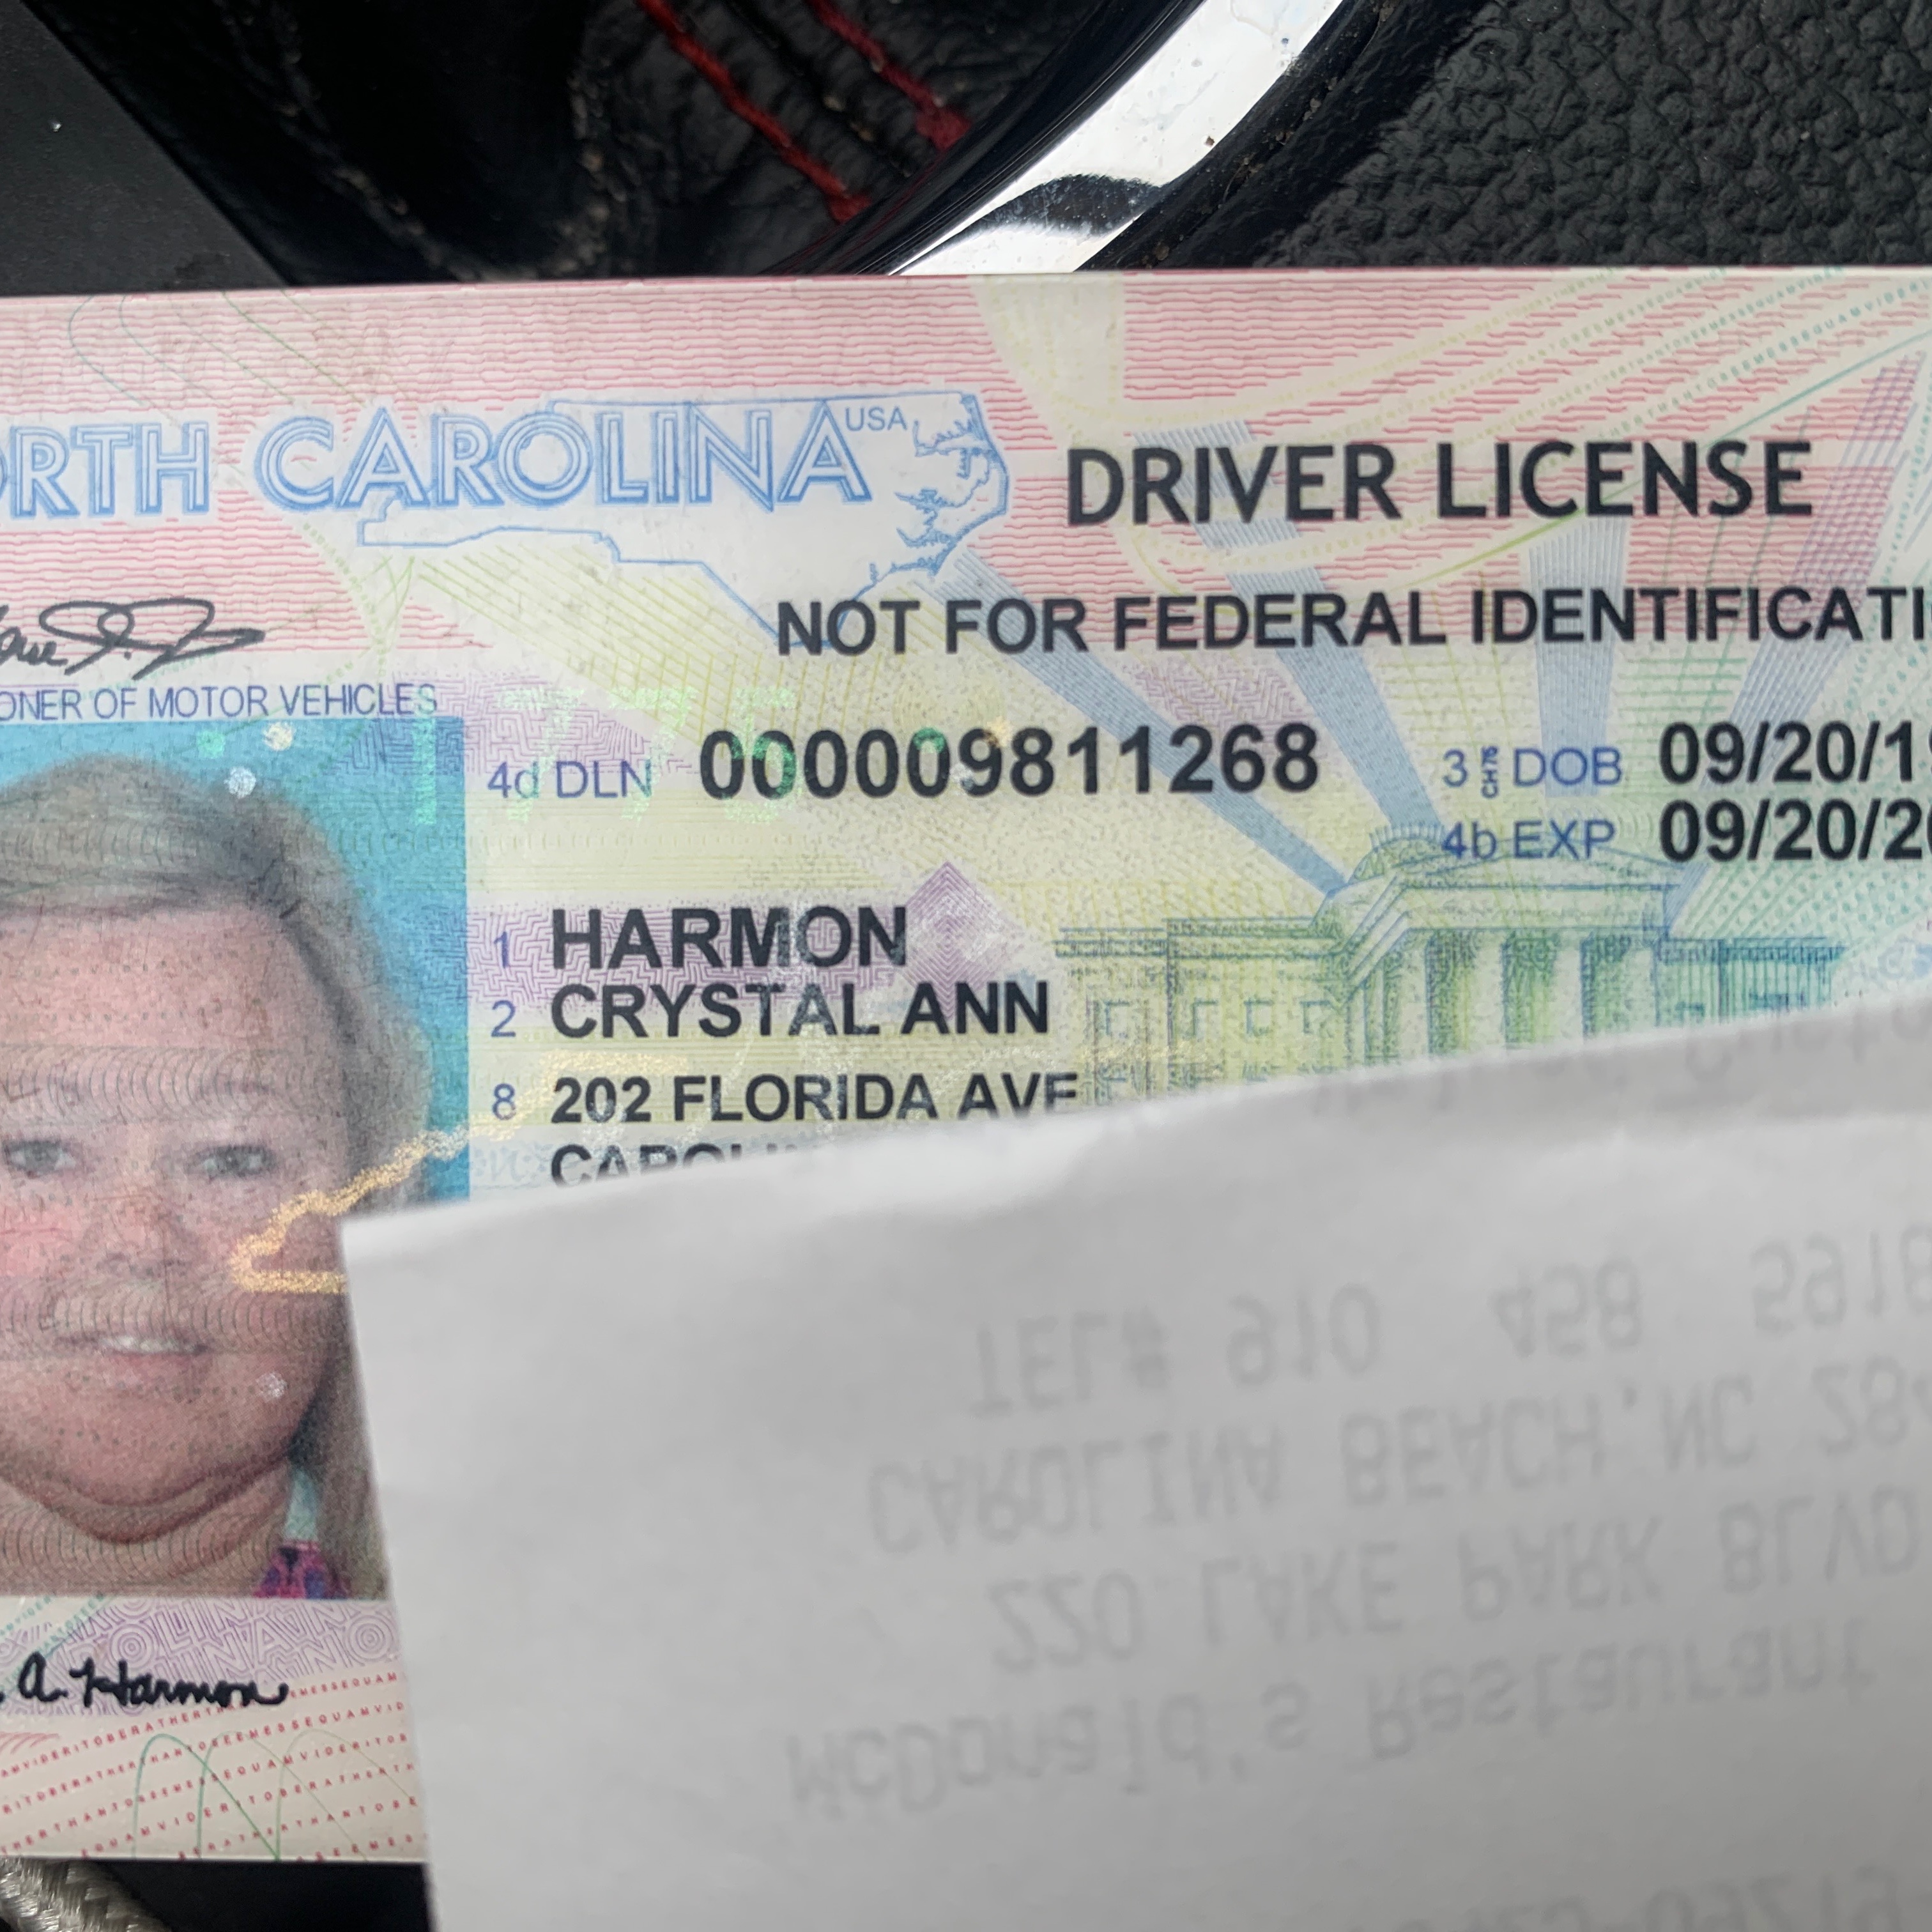 ORTH CAROLINA USA DRIVER LICENSE
NOT FOR FEDERAL IDENTIFICATI
ONER OF MOTOR VEHICLES
4d DLN 000009811268 3 DOB 09/20/1
4b EXP 09/20/2
1 HARMON
2 CRYSTAL ANN
8 202 FLORIDA AVE
A. Harmon
TEL# 910 458 5918
CAROLINA BEACH, NC 28
220 LAKE PARK BLVD
McDonald's Restaurant